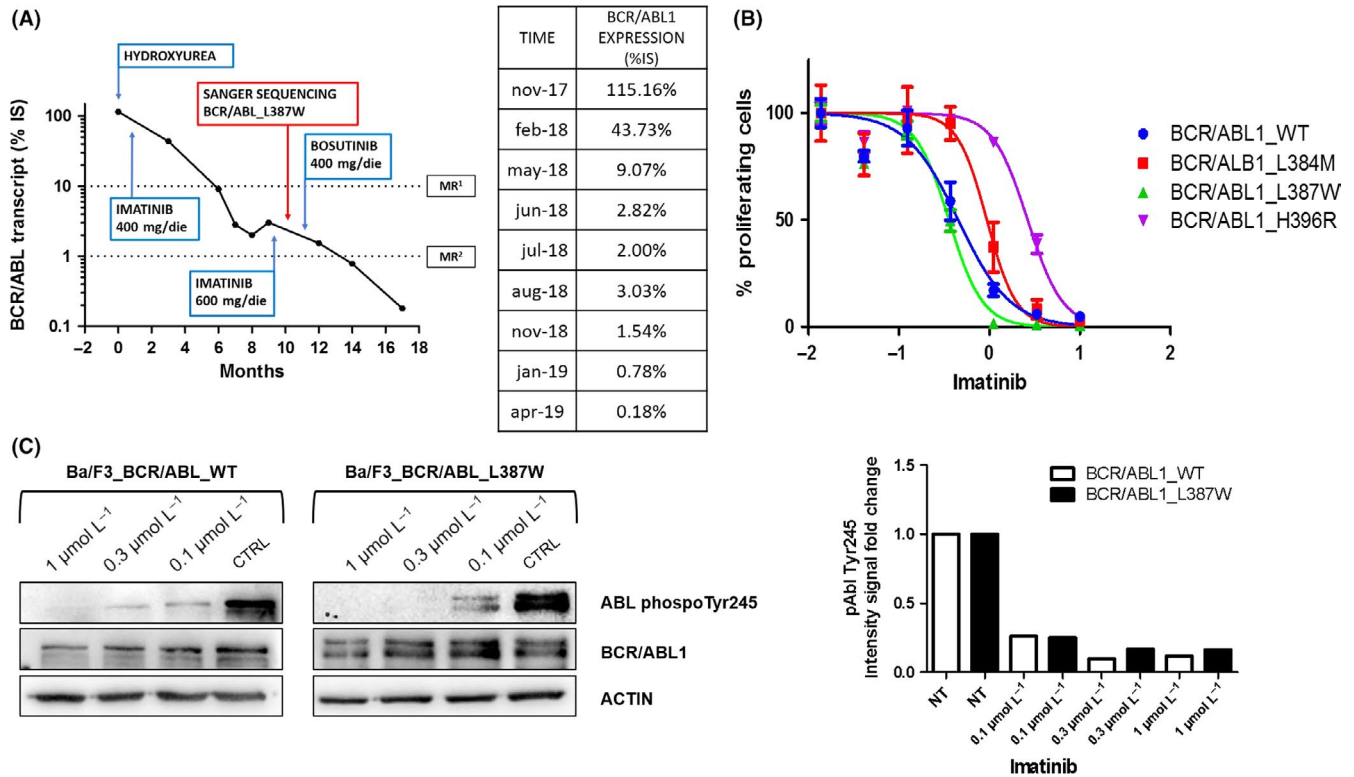 (A)
BCR/ABL transcript (% IS)
100
10
1
0.1
HYDROXYUREA
SANGER SEQUENCING
BCR/ABL_L387W
BOSUTINIB
400 mg/die
IMATINIB
400 mg/die
IMATINIB
600 mg/die
MR¹
MR²
−2 0 2 4 6 8 10 12 14 16 18
Months
TIME
BCR/ABL1
EXPRESSION
(%IS)
nov-17 115.16%
feb-18 43.73%
may-18 9.07%
jun-18 2.82%
jul-18 2.00%
aug-18 3.03%
nov-18 1.54%
jan-19 0.78%
apr-19 0.18%
(B)
% proliferating cells
100
50
0
−2 −1 0 1 2
Imatinib
BCR/ABL1_WT
BCR/ALB1_L384M
BCR/ABL1_L387W
BCR/ABL1_H396R
(C)
Ba/F3_BCR/ABL_WT
1 µmol L⁻¹ 0.3 µmol L⁻¹ 0.1 µmol L⁻¹ CTRL
Ba/F3_BCR/ABL_L387W
1 µmol L⁻¹ 0.3 µmol L⁻¹ 0.1 µmol L⁻¹ CTRL
ABL phospoTyr245
BCR/ABL1
ACTIN
pAbl Tyr245
Intensity signal fold change
1.5
1.0
0.5
0.0
BCR/ABL1_WT
BCR/ABL1_L387W
NT NT 0.1 µmol L⁻¹ 0.1 µmol L⁻¹ 0.3 µmol L⁻¹ 0.3 µmol L⁻¹ 1 µmol L⁻¹ 1 µmol L⁻¹
Imatinib